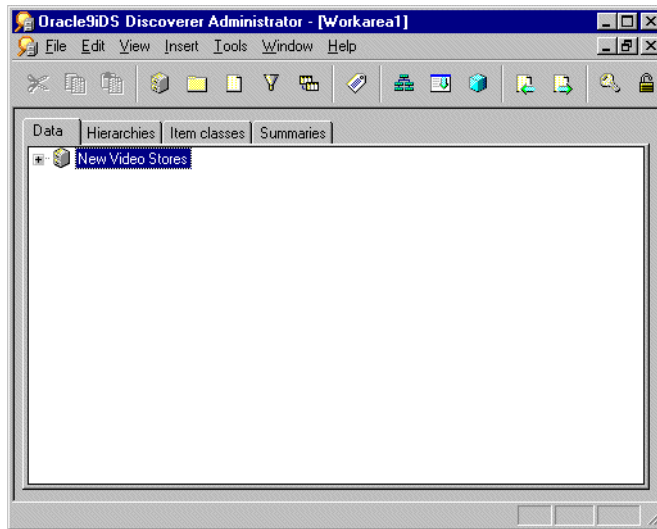 Oracle9iDS Discoverer Administrator - [Workarea1]
File Edit View Insert Tools Window Help
Data Hierarchies Item classes Summaries
New Video Stores